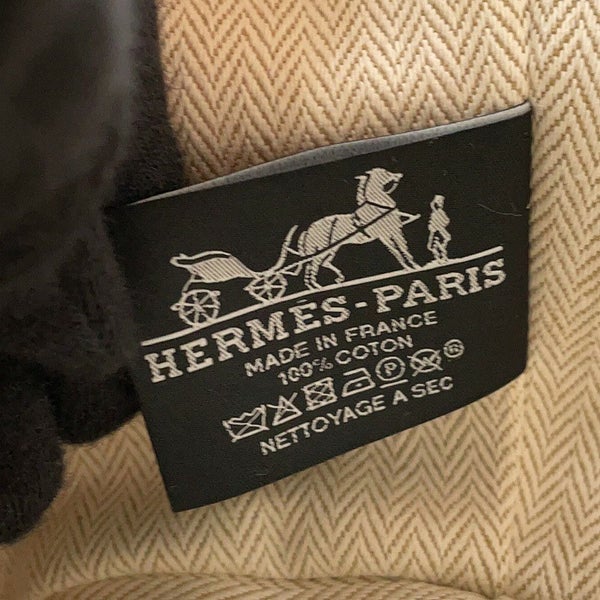 HERMÈS-PARIS
MADE IN FRANCE
100% COTON
P ®
NETTOYAGE A SEC